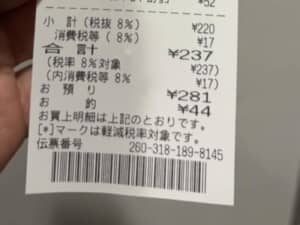 ¥52
小 計(税抜 8%) ¥220
消費税等( 8%) ¥17
合 計 ¥237
(税率 8%対象 ¥237)
(内消費税等 8% ¥17)
お 預 り ¥281
お 釣 ¥44
お買上明細は上記のとおりです。
[*]マークは軽減税率対象です。
伝票番号 260-318-189-8145